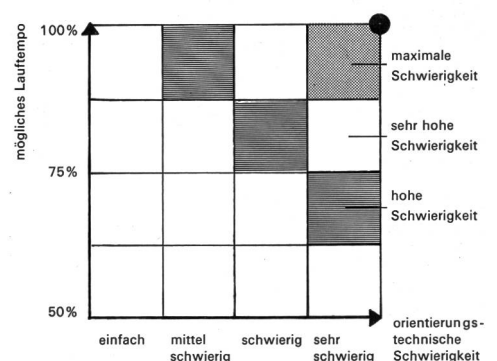 mögliches Lauftempo
100%
75%
50%
maximale
Schwierigkeit
sehr hohe
Schwierigkeit
hohe
Schwierigkeit
einfach
mittel
schwierig
schwierig
sehr
schwierig
orientierungs-
technische
Schwierigkeit